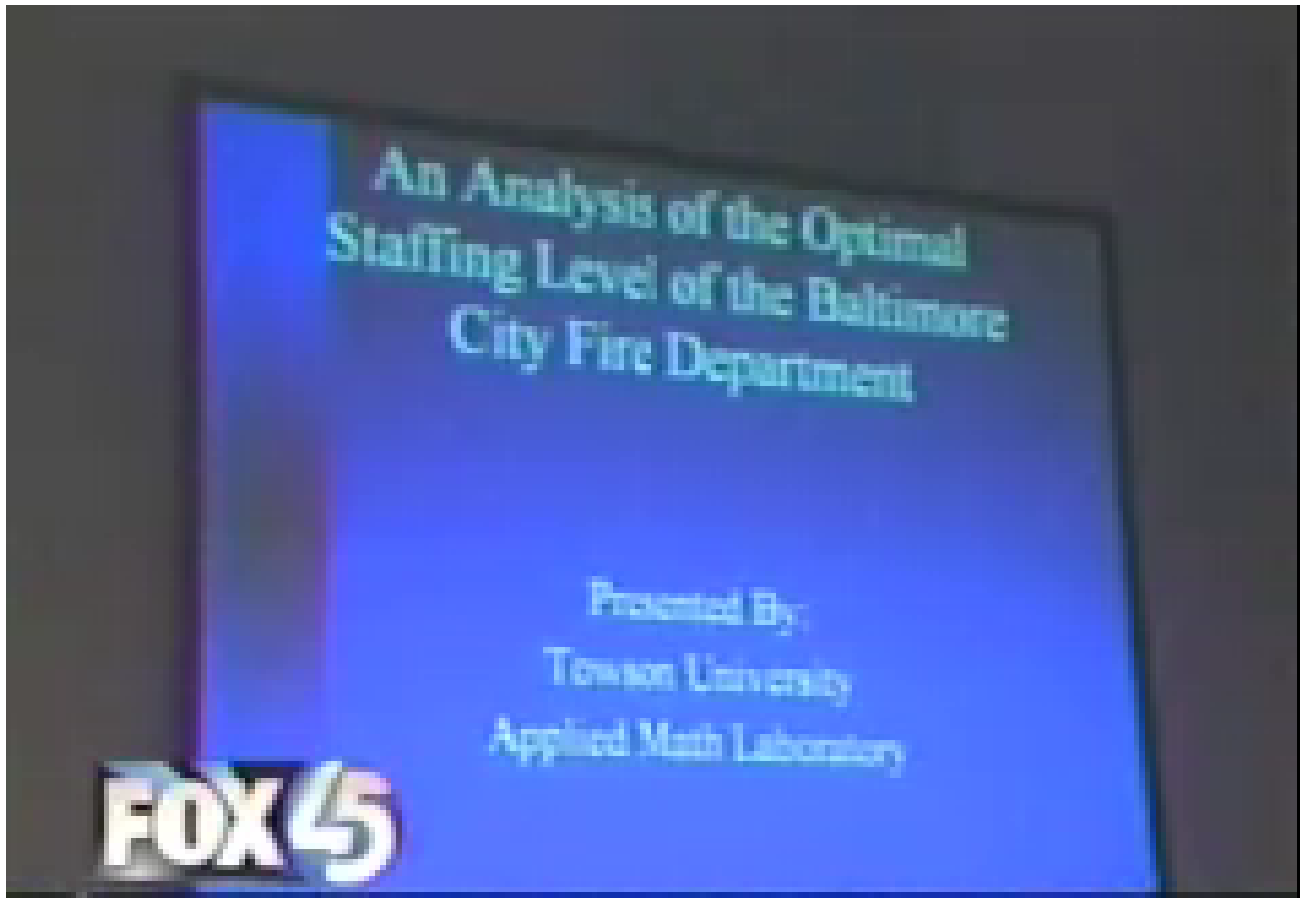 An Analysis of the Optimal
Staffing Level of the Baltimore
City Fire Department
Presented By:
Towson University
Applied Math Laboratory
FOX 45